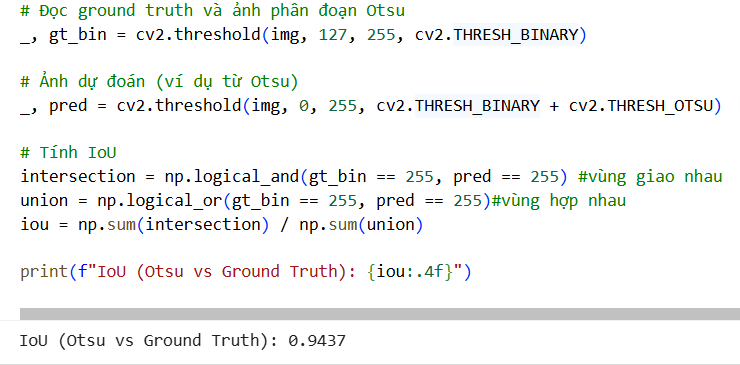 # Đọc ground truth và ảnh phân đoạn Otsu
_, gt_bin = cv2.threshold(img, 127, 255, cv2.THRESH_BINARY)
# Ảnh dự đoán (ví dụ từ Otsu)
_, pred = cv2.threshold(img, 0, 255, cv2.THRESH_BINARY + cv2.THRESH_OTSU)
# Tính IoU
intersection = np.logical_and(gt_bin == 255, pred == 255) #vùng giao nhau
union = np.logical_or(gt_bin == 255, pred == 255)#vùng hợp nhau
iou = np.sum(intersection) / np.sum(union)
print(f"IoU (Otsu vs Ground Truth): {iou:.4f}")
IoU (Otsu vs Ground Truth): 0.9437